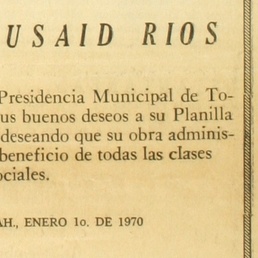 USAID RIOS
Presidencia Municipal de To-
us buenos deseos a su Planilla
deseando que su obra adminis-
beneficio de todas las clases
ociales.
AH., ENERO 1o. DE 1970